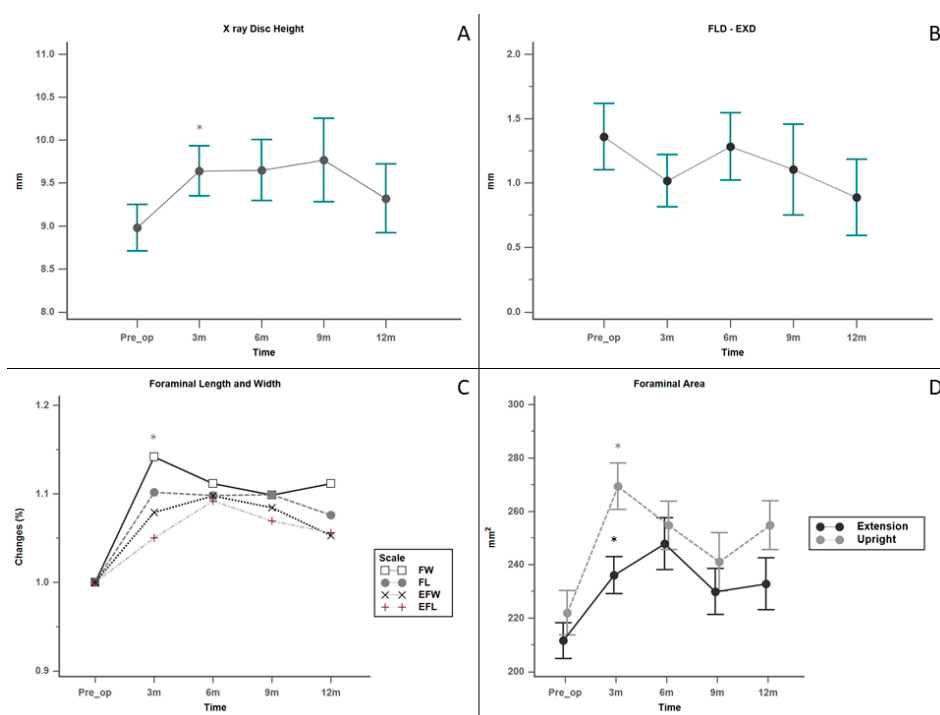 X ray Disc Height
A
11.0
10.5
10.0
9.5
9.0
8.5
8.0
mm
*
Pre_op 3m 6m 9m 12m
Time
FLD - EXD
B
2.0
1.5
1.0
0.5
0.0
mm
Pre_op 3m 6m 9m 12m
Time
Foraminal Length and Width
C
1.2
1.1
1.0
0.9
Changes (%)
*
Scale
FW
FL
EFW
EFL
Pre_op 3m 6m 9m 12m
Time
Foraminal Area
D
300
280
260
240
220
200
mm²
*
*
Extension
Upright
Pre_op 3m 6m 9m 12m
Time